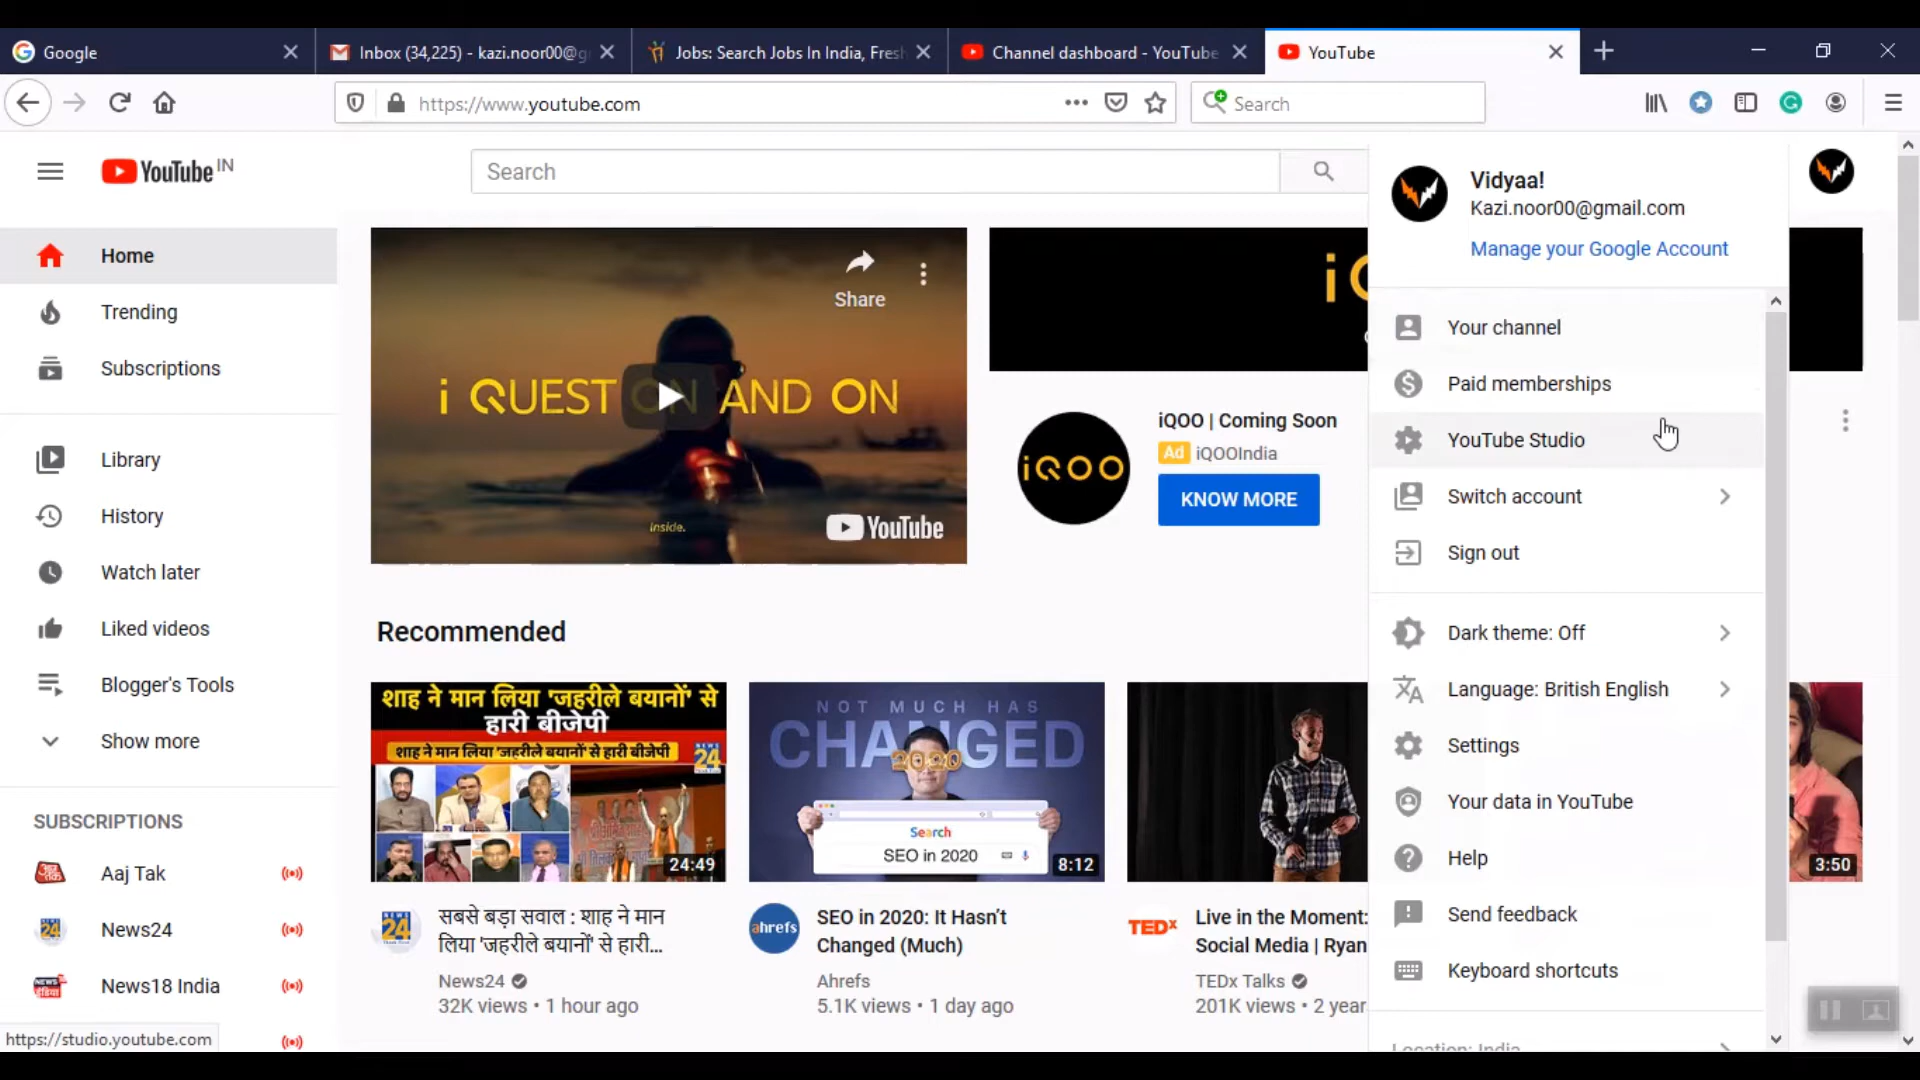 Google
Inbox (34,225) - kazi.noor00@g
Jobs: Search Jobs In India, Fresh
Channel dashboard - YouTube
YouTube
https://www.youtube.com
Search
YouTube IN
Search
Vidyaa!
Kazi.noor00@gmail.com
Manage your Google Account
Home
Trending
Subscriptions
Library
History
Watch later
Liked videos
Blogger's Tools
Show more
SUBSCRIPTIONS
Aaj Tak
News24
News18 India
https://studio.youtube.com
Share
i QUEST ON AND ON
Inside.
YouTube
iQOO
iQOO | Coming Soon
Ad iQOOIndia
KNOW MORE
Recommended
शाह ने मान लिया 'जहरीले बयानों' से
हारी बीजेपी
शाह ने मान लिया 'जहरीले बयानों' से हारी बीजेपी
NEWS 24
24:49
सबसे बड़ा सवाल : शाह ने मान
लिया 'जहरीले बयानों' से हारी...
News24
32K views • 1 hour ago
NOT MUCH HAS
CHANGED
2020
Search
SEO in 2020
8:12
ahrefs
SEO in 2020: It Hasn't
Changed (Much)
Ahrefs
5.1K views • 1 day ago
TEDx
Live in the Moment:
Social Media | Ryan
TEDx Talks
201K views • 2 year
3:50
Your channel
Paid memberships
YouTube Studio
Switch account
Sign out
Dark theme: Off
Language: British English
Settings
Your data in YouTube
Help
Send feedback
Keyboard shortcuts
Location: India